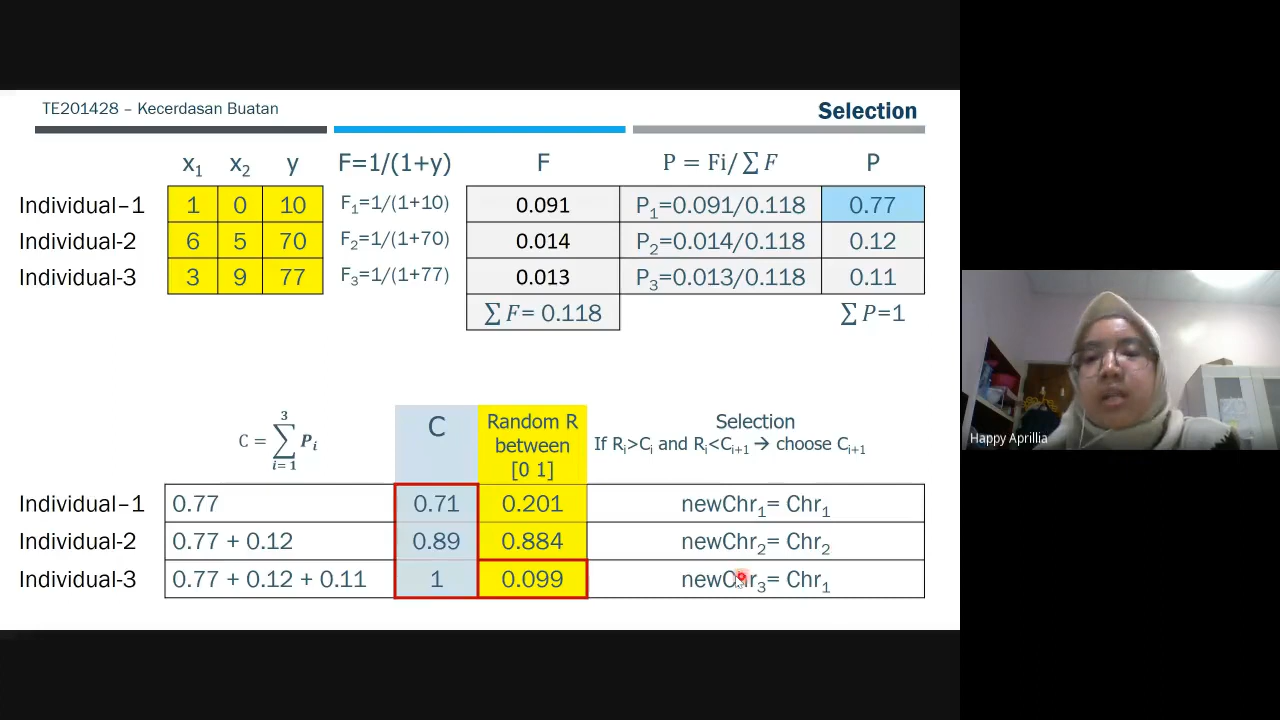 TE201428 – Kecerdasan Buatan
Selection
x₁ x₂ y F=1/(1+y) F P = Fi/ ∑ F P
Individual–1 1 0 10 F₁=1/(1+10) 0.091 P₁=0.091/0.118 0.77
Individual-2 6 5 70 F₂=1/(1+70) 0.014 P₂=0.014/0.118 0.12
Individual-3 3 9 77 F₃=1/(1+77) 0.013 P₃=0.013/0.118 0.11
∑ F= 0.118 ∑ P=1
C = ∑ i=1 3 Pᵢ
C
Random R
between
[0 1]
Selection
If Rᵢ>Cᵢ and Rᵢ<Cᵢ₊₁ → choose Cᵢ₊₁
Individual–1 0.77 0.71 0.201 newChr₁= Chr₁
Individual-2 0.77 + 0.12 0.89 0.884 newChr₂= Chr₂
Individual-3 0.77 + 0.12 + 0.11 1 0.099 newChr₃= Chr₁
Happy Aprillia